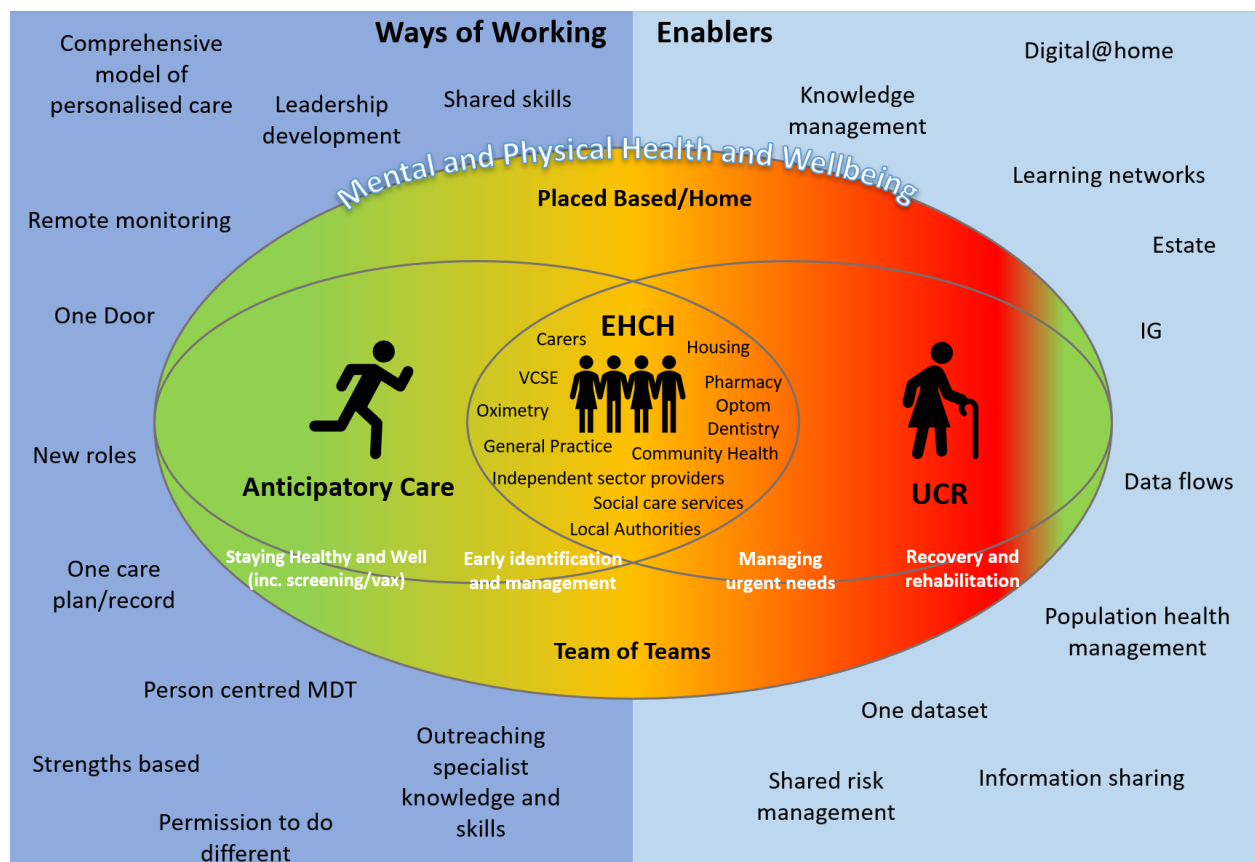 Ways of Working
Enablers
Comprehensive
model of
personalised care
Leadership
development
Shared skills
Remote monitoring
One Door
New roles
One care
plan/record
Person centred MDT
Strengths based
Permission to do
different
Outreaching
specialist
knowledge and
skills
Mental and Physical Health and Wellbeing
Placed Based/Home
EHCH
Carers
Housing
VCSE
Pharmacy
Optom
Dentistry
Oximetry
General Practice
Community Health
Independent sector providers
Social care services
Local Authorities
Anticipatory Care
UCR
Staying Healthy and Well
(inc. screening/vax)
Early identification
and management
Managing
urgent needs
Recovery and
rehabilitation
Team of Teams
Digital@home
Knowledge
management
Learning networks
Estate
IG
Data flows
Population health
management
One dataset
Shared risk
management
Information sharing